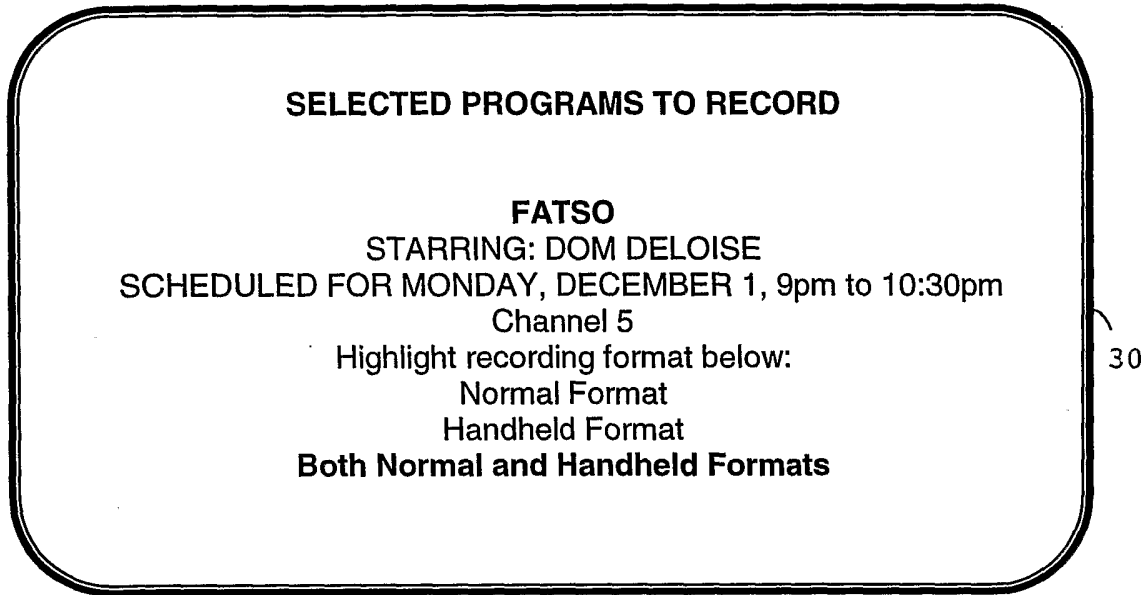 SELECTED PROGRAMS TO RECORD
FATSO
STARRING: DOM DELOISE
SCHEDULED FOR MONDAY, DECEMBER 1, 9pm to 10:30pm
Channel 5
Highlight recording format below:
30
Normal Format
Handheld Format
Both Normal and Handheld Formats